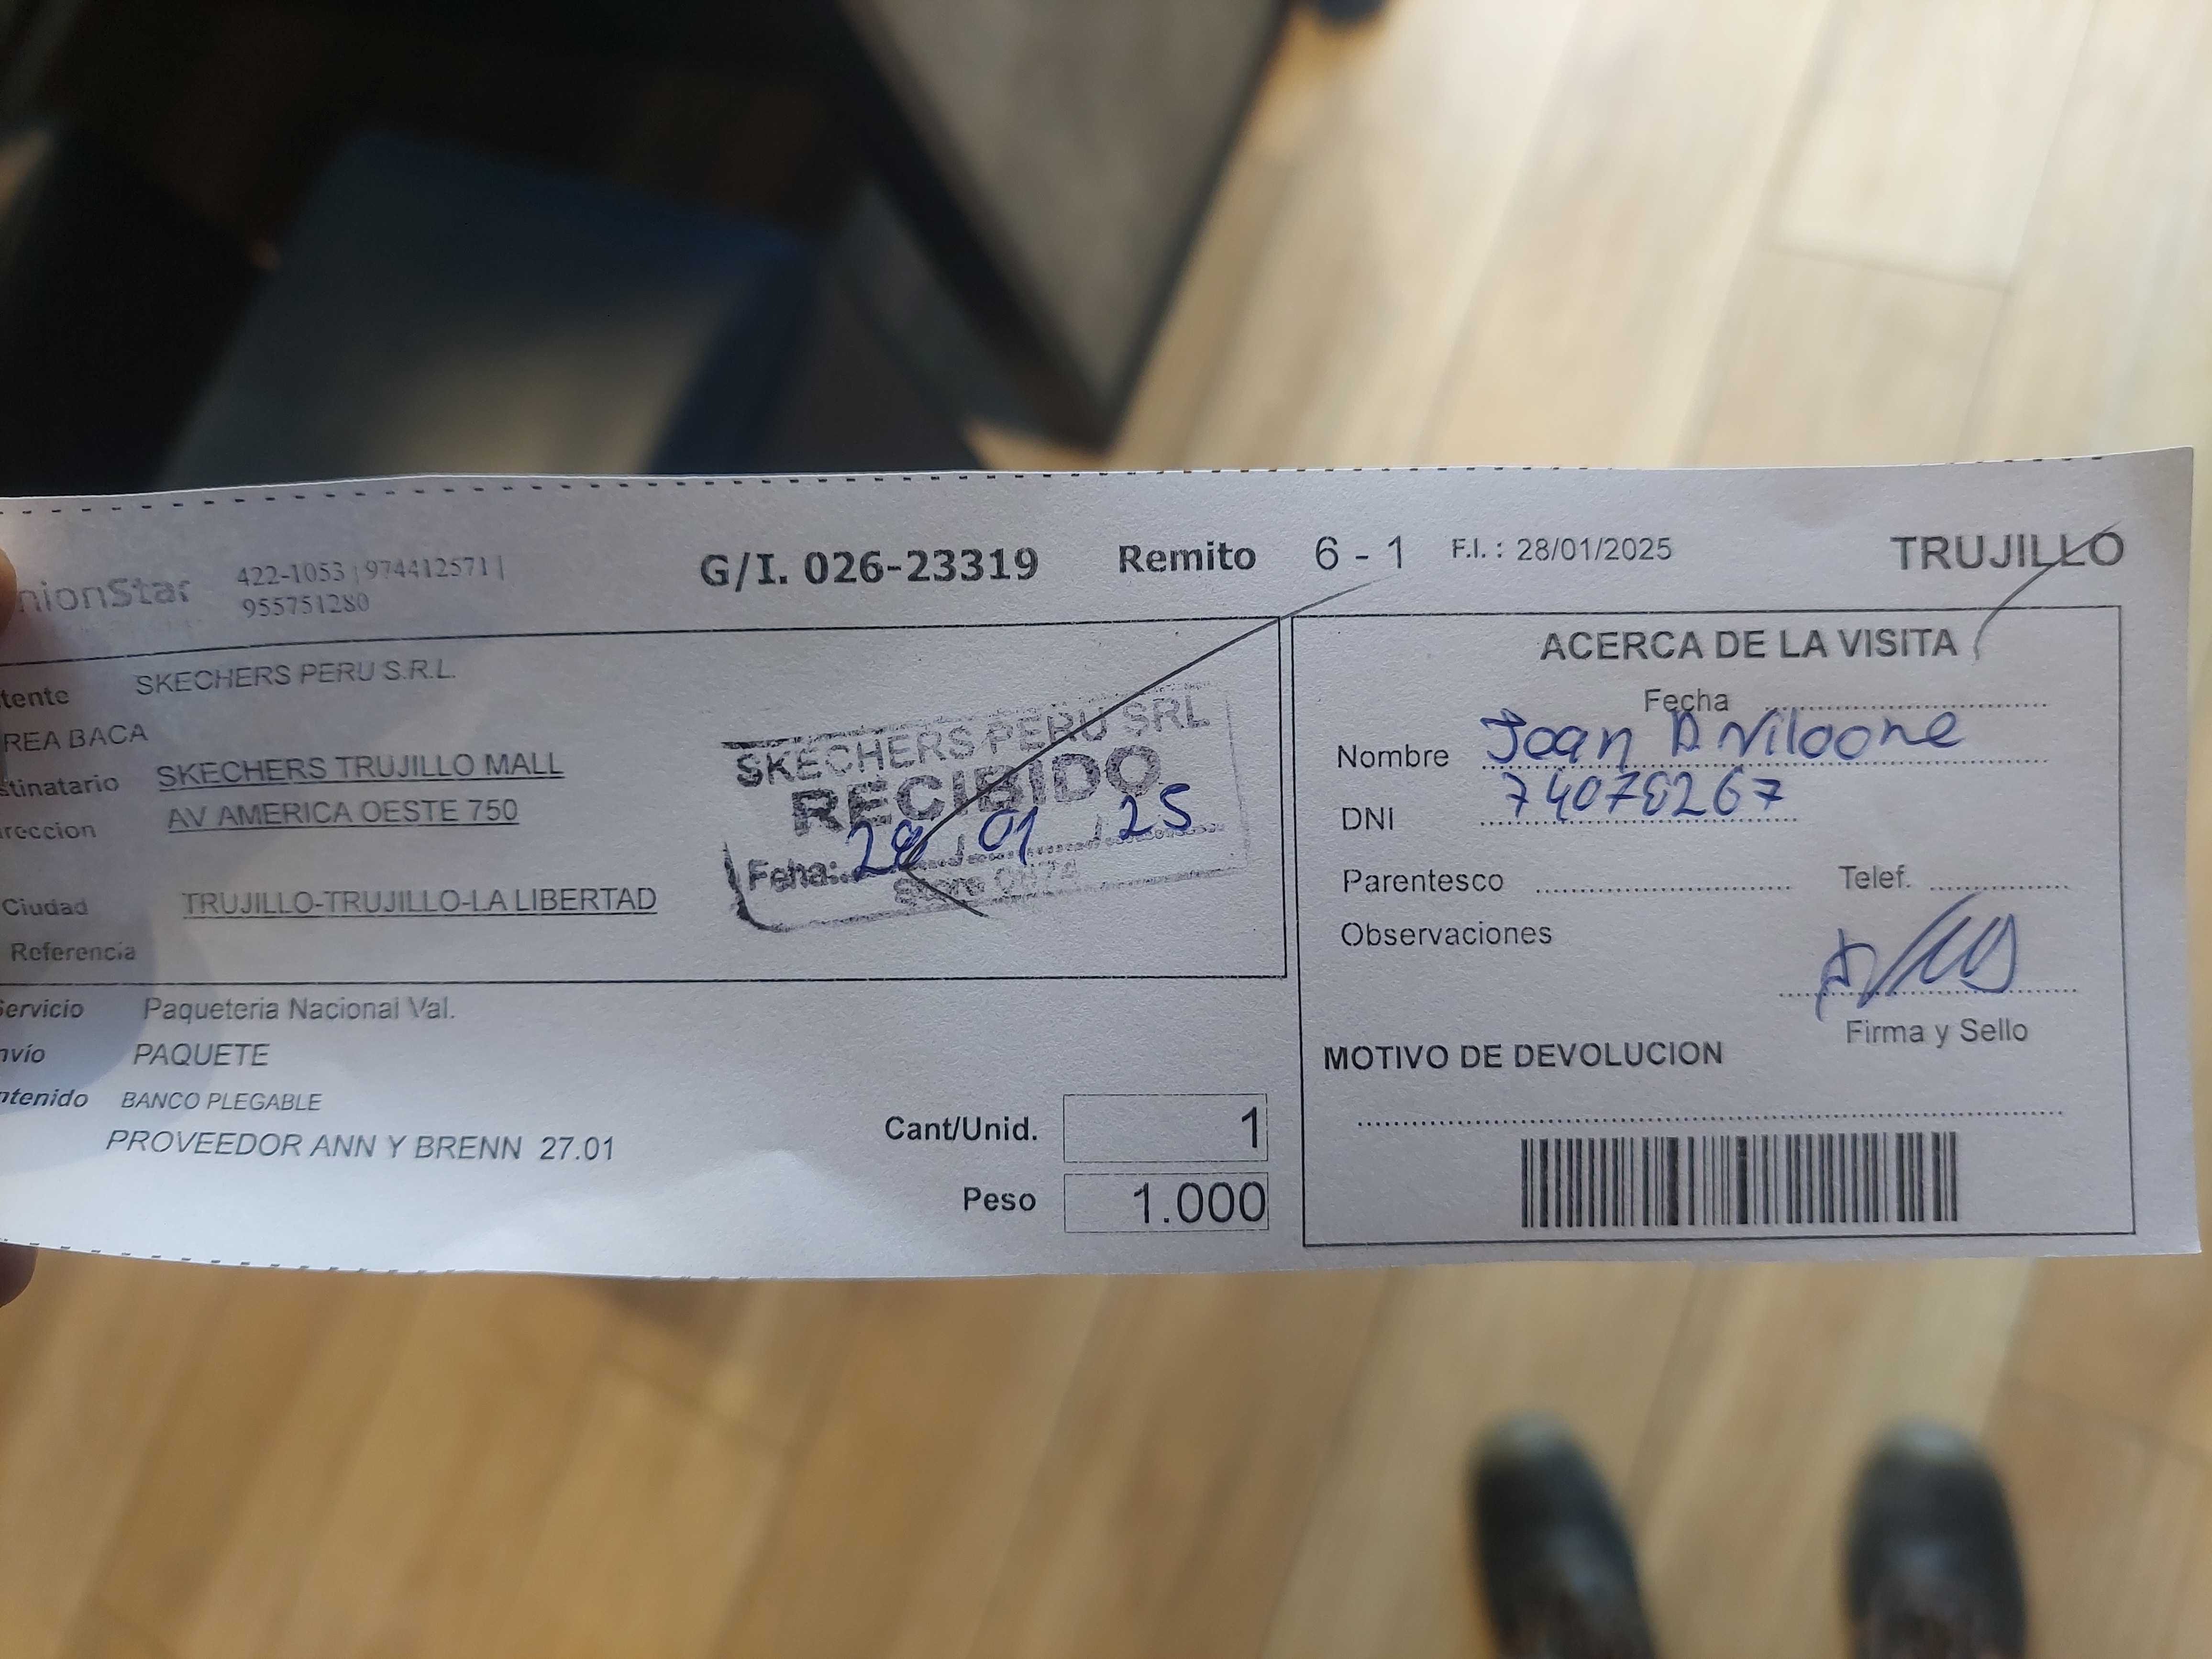 nionStar 422-1053 | 974412571 |
955751280
G/I. 026-23319 Remito 6 - 1 F.I. : 28/01/2025 TRUJILLO
tente SKECHERS PERU S.R.L.
REA BACA
stinatario SKECHERS TRUJILLO MALL
reccion AV AMERICA OESTE 750
Ciudad TRUJILLO-TRUJILLO-LA LIBERTAD
Referencia
SKECHERS PERU SRL
RECIBIDO
/ 01 / 25
Store
Servicio Paqueteria Nacional Val.
nvío PAQUETE
ntenido BANCO PLEGABLE
PROVEEDOR ANN Y BRENN 27.01
Cant/Unid. 1
Peso 1.000
ACERCA DE LA VISITA
Fecha
Nombre Joan D
DNI 74078267
Parentesco Telef.
Observaciones
Firma y Sello
MOTIVO DE DEVOLUCION